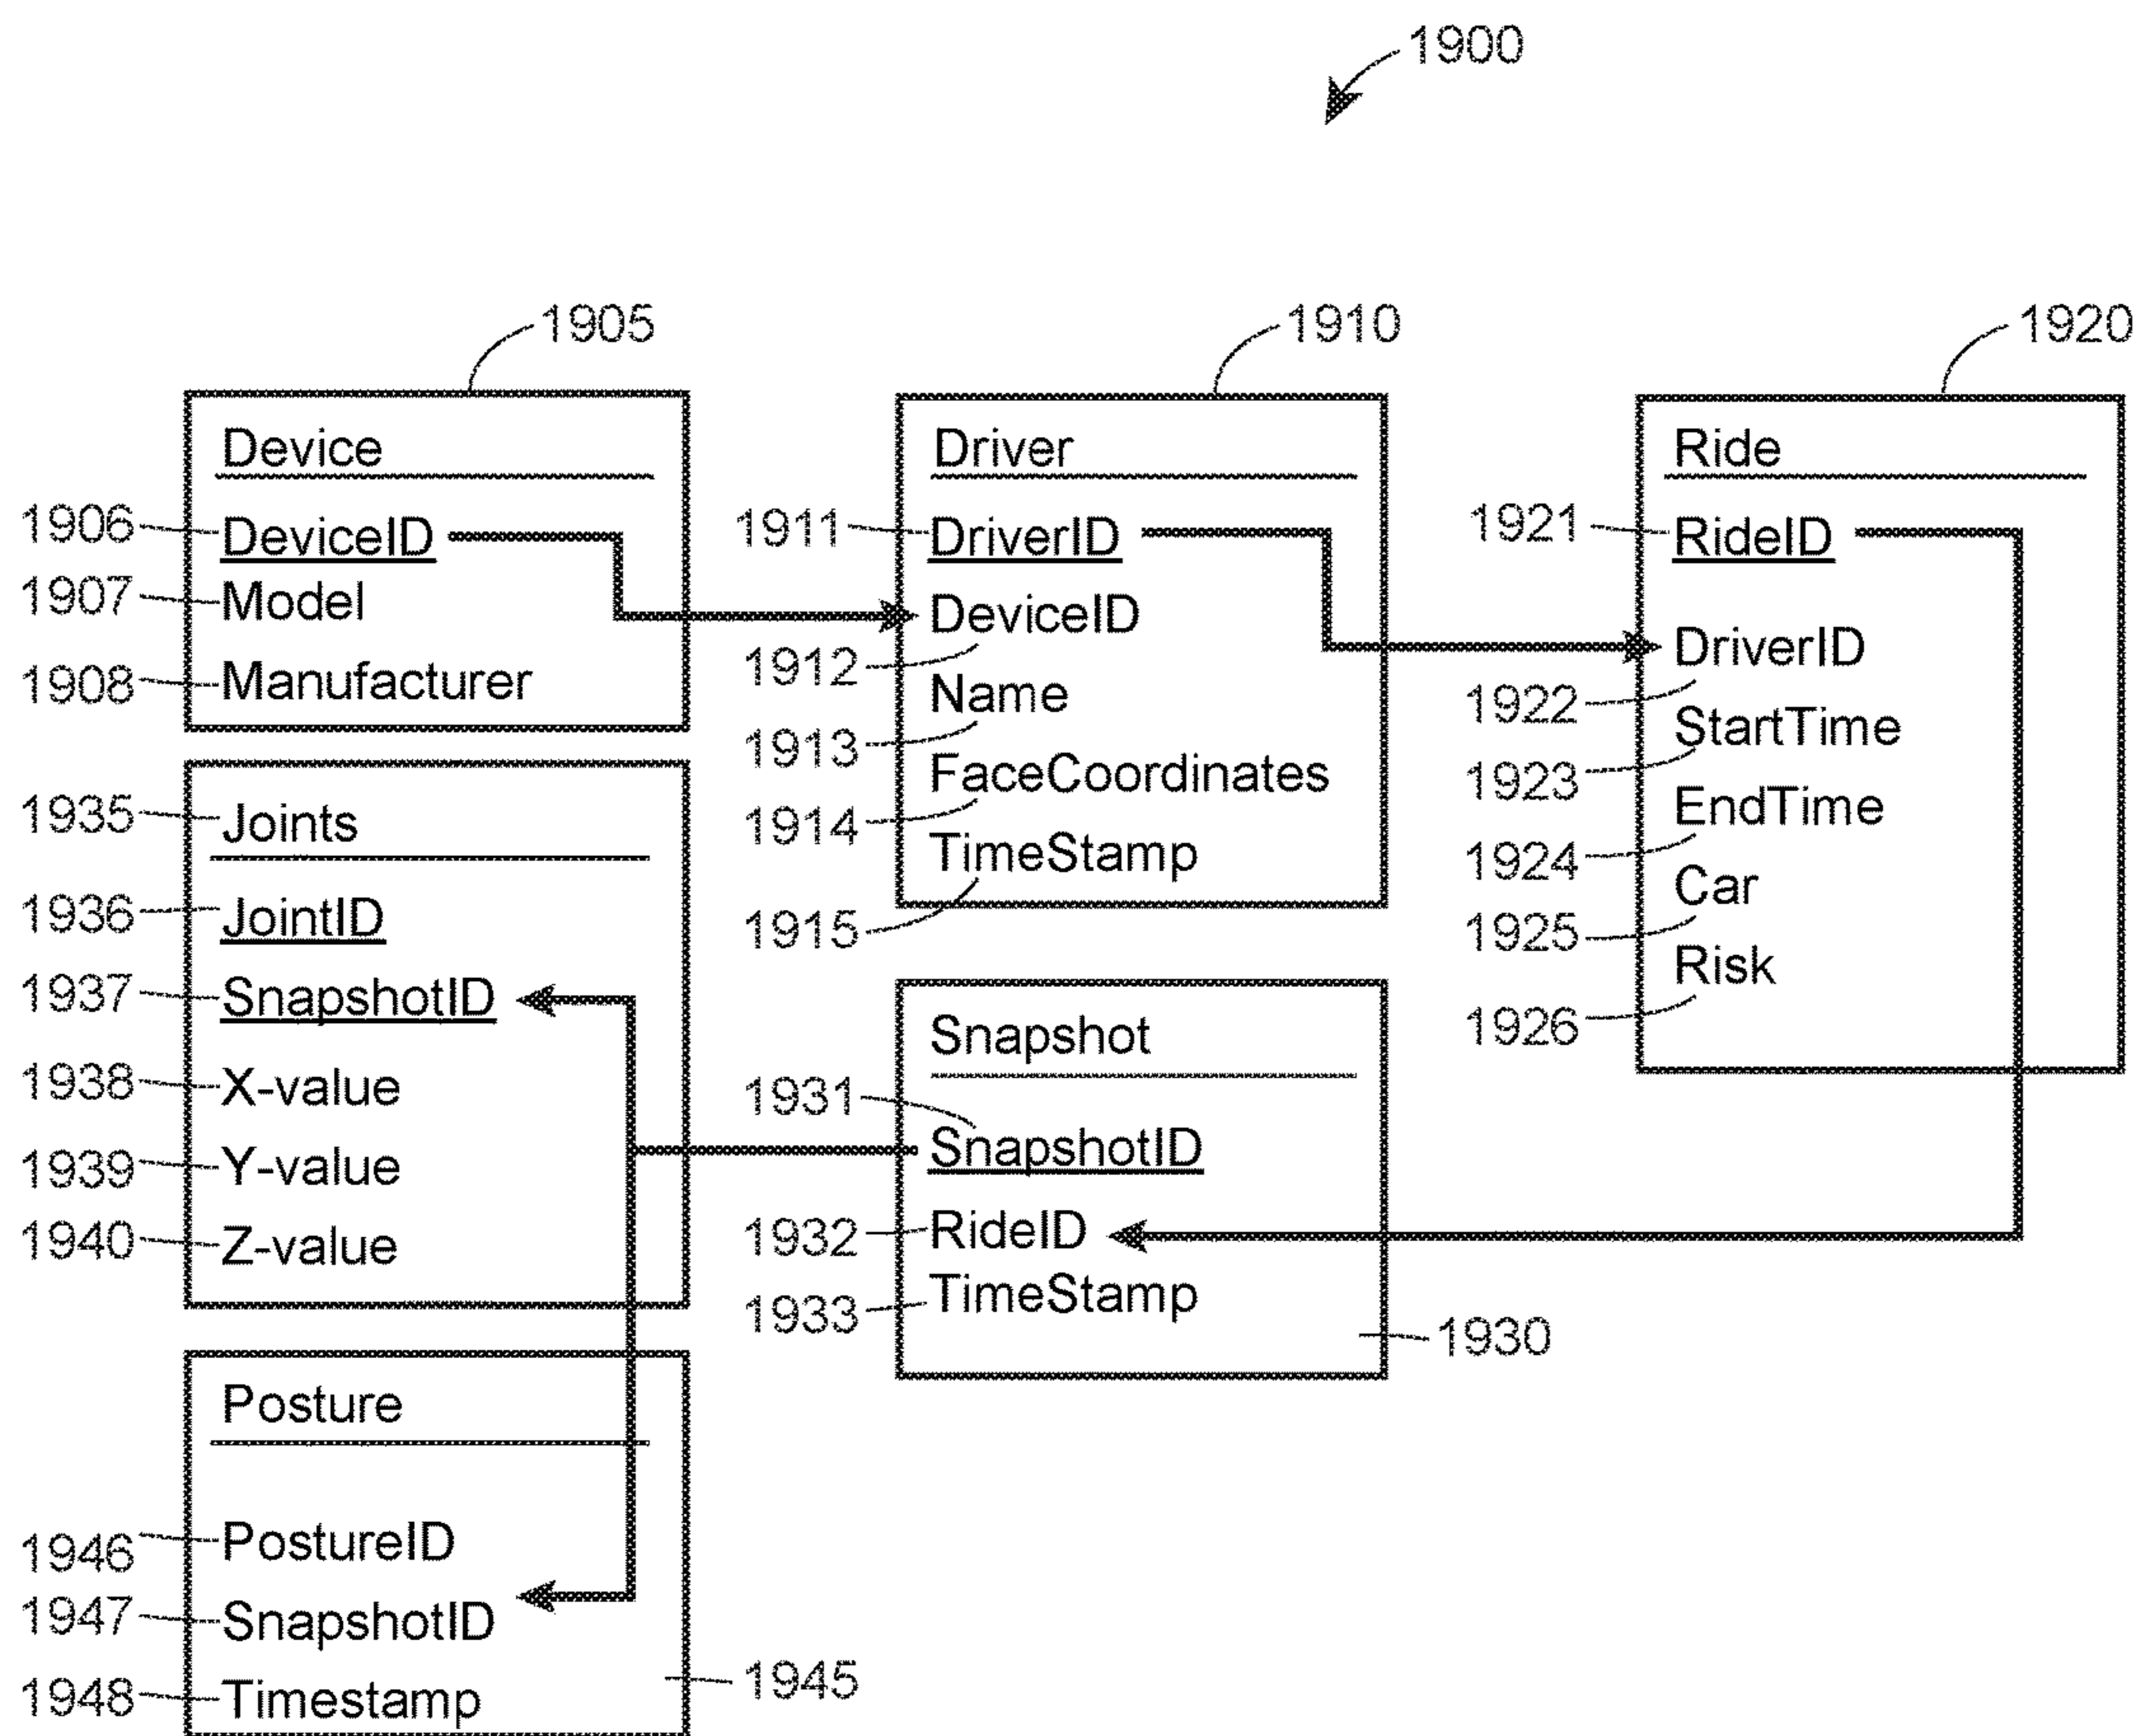 1900
1905
Device
1906 DeviceID
1907 Model
1908 Manufacturer
1910
Driver
1911 DriverID
DeviceID
1912
Name
1913
FaceCoordinates
1914
TimeStamp
1915
1920
Ride
1921 RideID
DriverID
1922
StartTime
1923
EndTime
1924
Car
1925
Risk
1926
1935 Joints
1936 JointID
1937 SnapshotID
1938 X-value
1939 Y-value
1940 Z-value
Snapshot
1931
SnapshotID
1932 RideID
1933 TimeStamp
1930
Posture
1946 PostureID
1947 SnapshotID
1948 Timestamp
1945